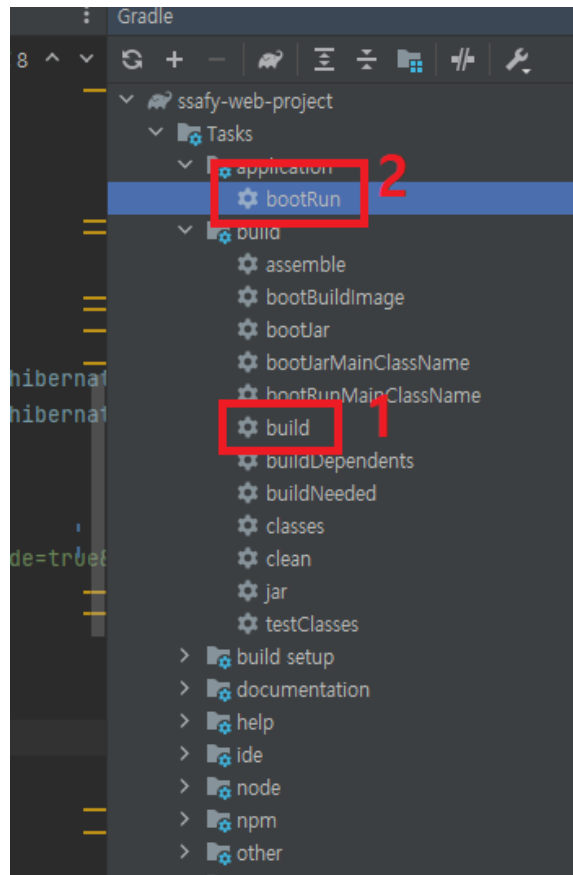 Gradle
8
ssafy-web-project
Tasks
application
2
bootRun
build
assemble
bootBuildImage
bootJar
bootJarMainClassName
hibernat
bootRunMainClassName
hibernat
build
1
buildDependents
buildNeeded
classes
de=true&
clean
jar
testClasses
build setup
documentation
help
ide
node
npm
other